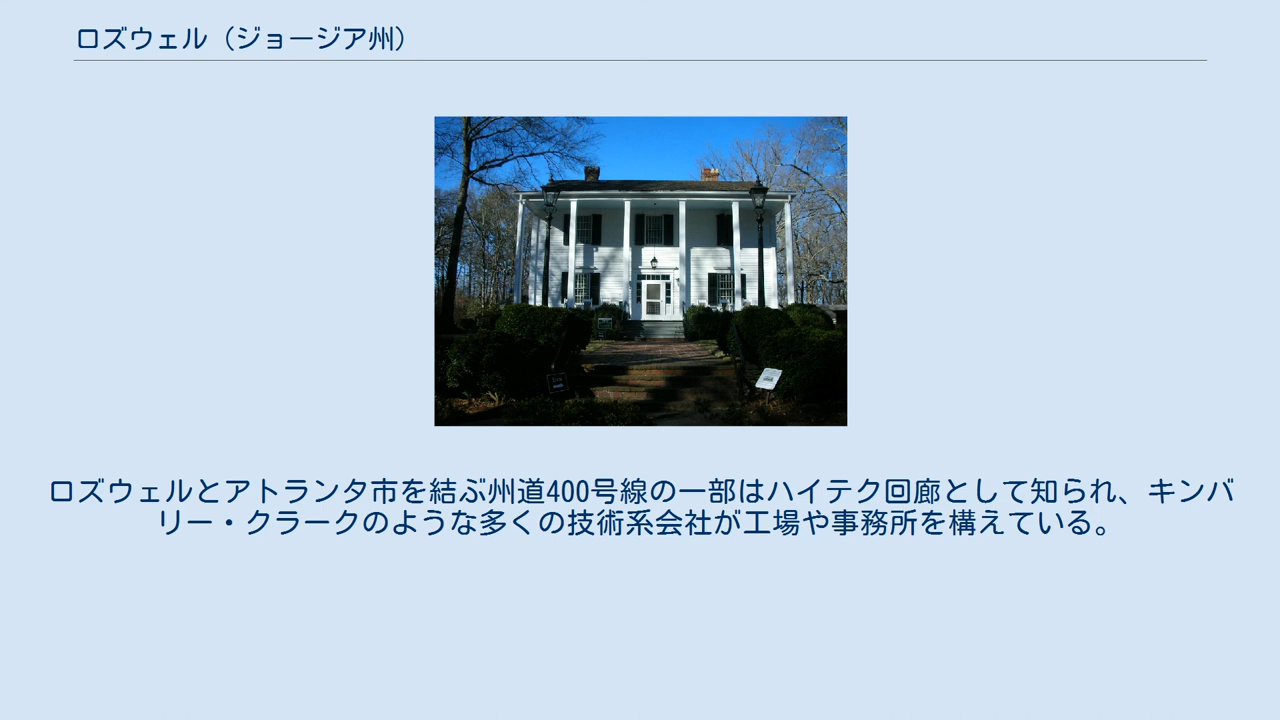 ロズウェル（ジョージア州）
ロズウェルとアトランタ市を結ぶ州道400号線の一部はハイテク回廊として知られ、キンバ
リー・クラークのような多くの技術系会社が工場や事務所を構えている。